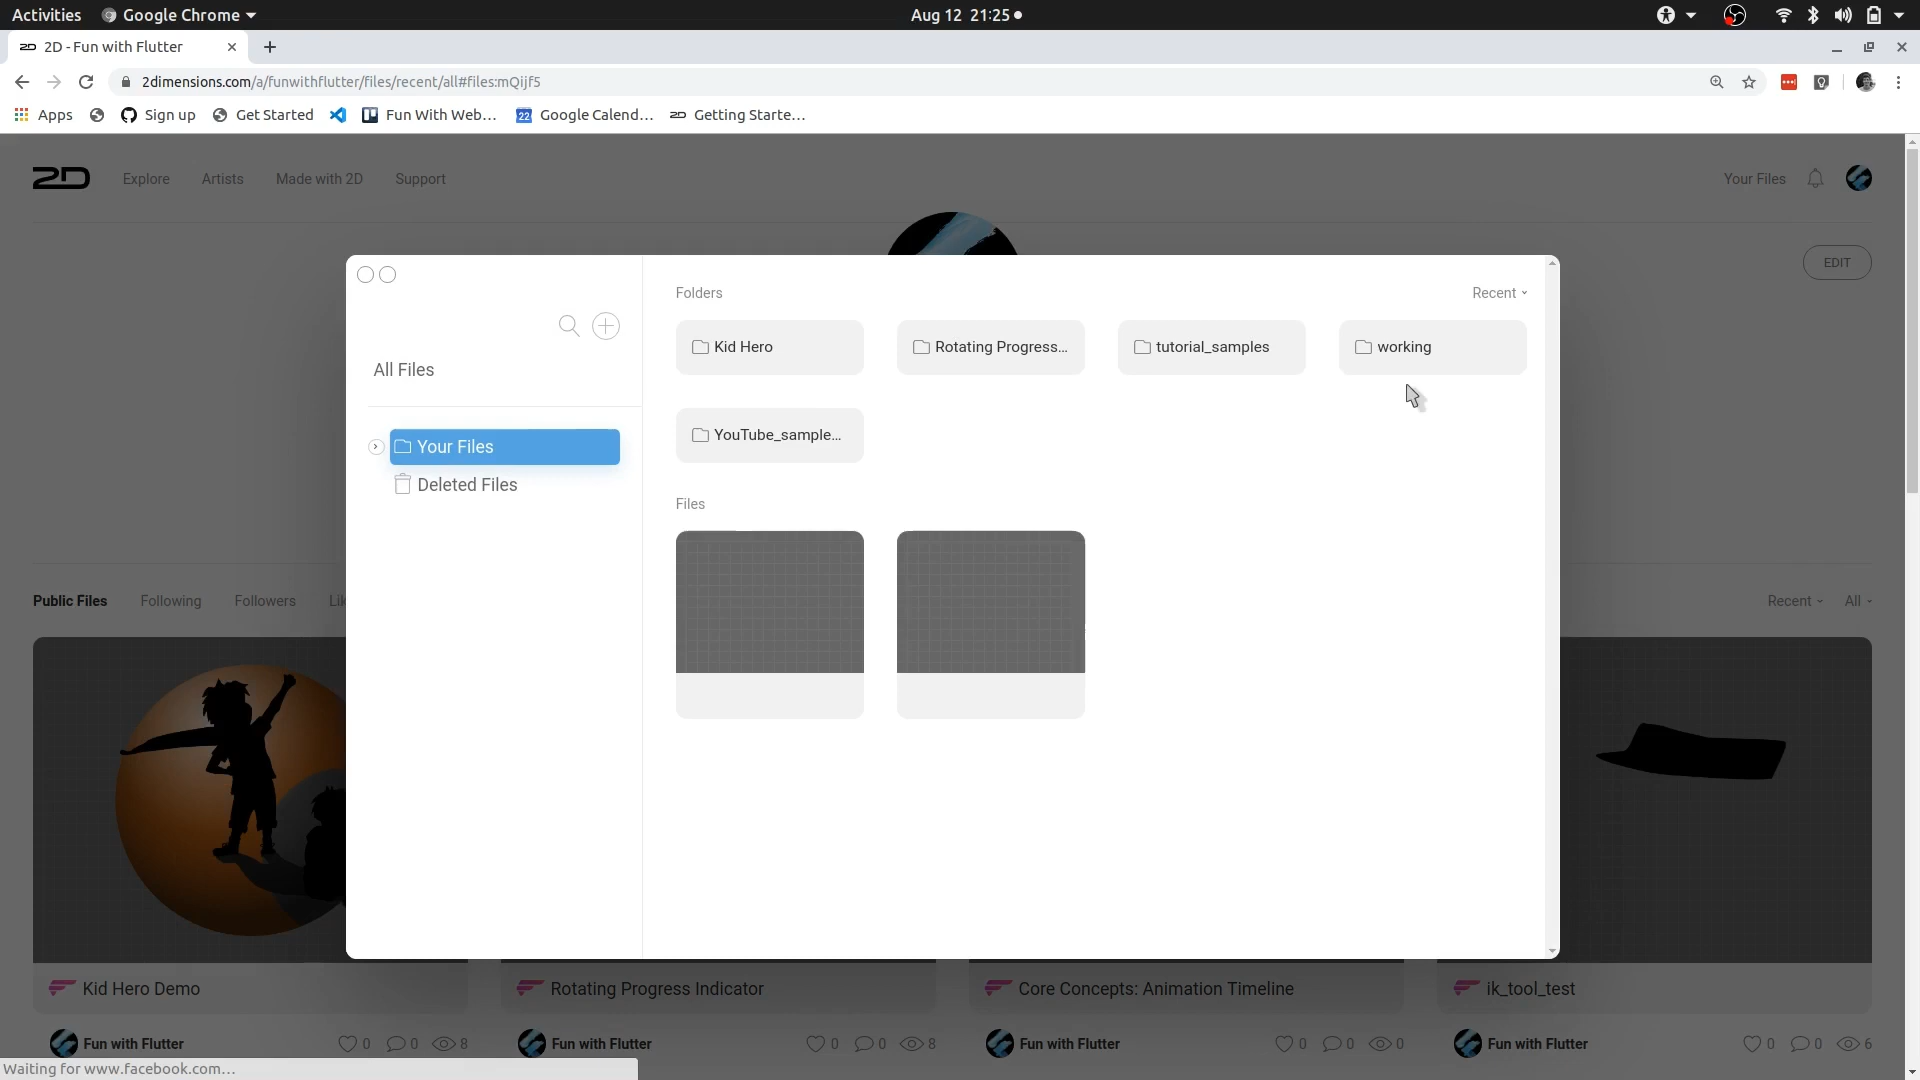 Activities Google Chrome Aug 12 21:25
2D - Fun with Flutter
2dimensions.com/a/funwithflutter/files/recent/all#files:mQijf5
Apps Sign up Get Started Fun With Web... 22 Google Calend... Getting Starte...
2D Explore Artists Made with 2D Support Your Files
EDIT
Folders Recent
Kid Hero Rotating Progress... tutorial_samples working
All Files
YouTube_sample...
Your Files
Deleted Files
Files
Public Files Following Followers Lik Recent All
Kid Hero Demo Rotating Progress Indicator Core Concepts: Animation Timeline ik_tool_test
Fun with Flutter 0 0 8 Fun with Flutter 0 0 8 Fun with Flutter 0 0 0 Fun with Flutter 0 0 6
Waiting for www.facebook.com...